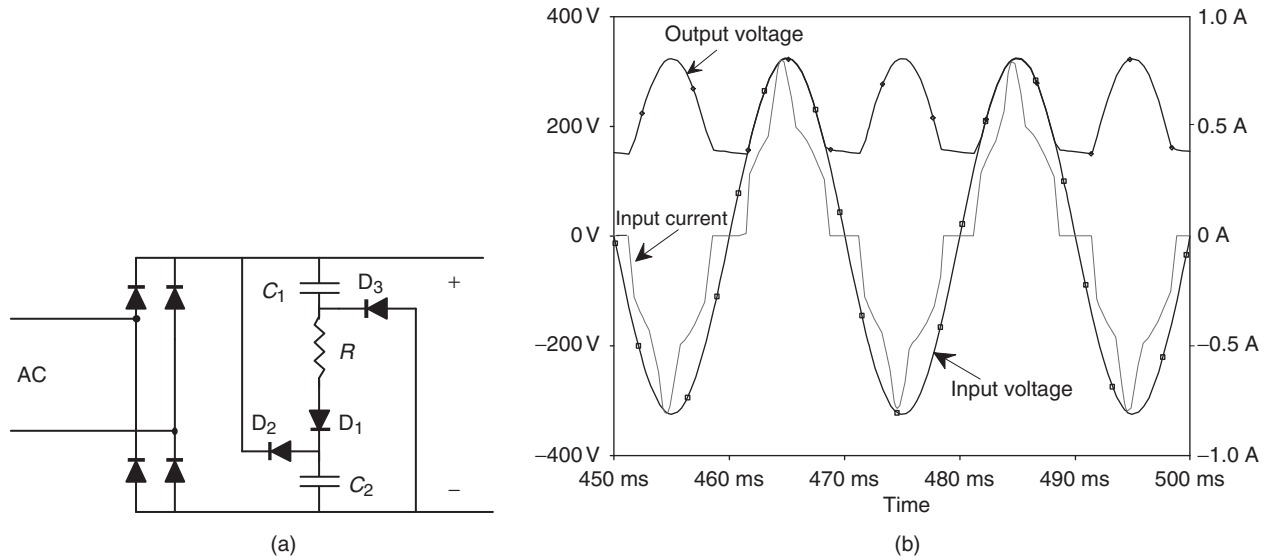 AC
C1
D3
R
D2
D1
C2
+
−
(a)
400 V
200 V
0 V
−200 V
−400 V
1.0 A
0.5 A
0 A
−0.5 A
−1.0 A
Output voltage
Input current
Input voltage
450 ms 460 ms 470 ms 480 ms 490 ms 500 ms
Time
(b)